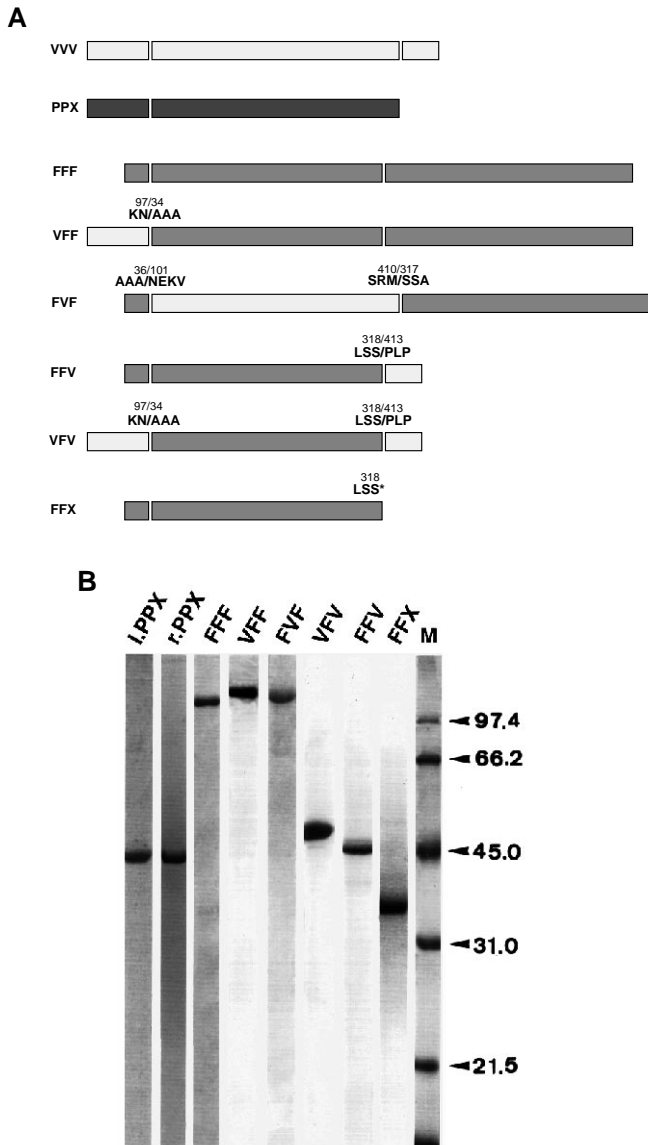 A
VVV
PPX
FFF
97/34
KN/AAA
VFF
36/101
AAA/NEKV
410/317
SRM/SSA
FVF
318/413
LSS/PLP
FFV
97/34
KN/AAA
318/413
LSS/PLP
VFV
318
LSS*
FFX
B
l.PPX r.PPX FFF VFF FVF VFV FFV FFX M
97.4
66.2
45.0
31.0
21.5